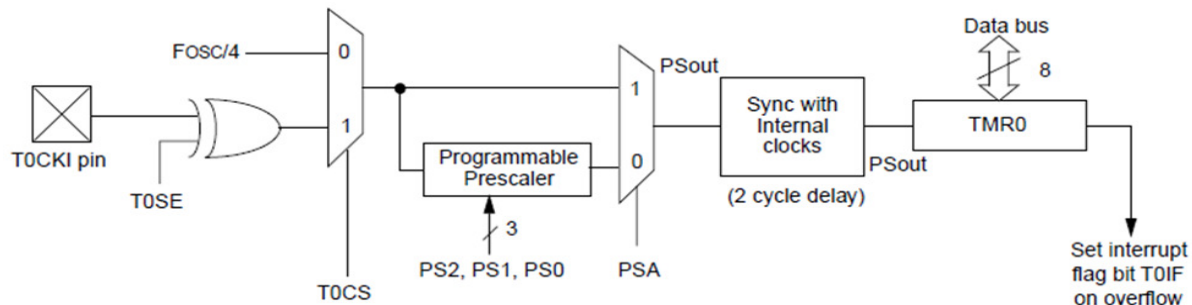 Data bus
8
FOSC/4
0
1
T0CKI pin
T0SE
T0CS
Programmable
Prescaler
3
PS2, PS1, PS0
1
0
PSA
PSout
Sync with
Internal
clocks
(2 cycle delay)
PSout
TMR0
Set interrupt
flag bit T0IF
on overflow